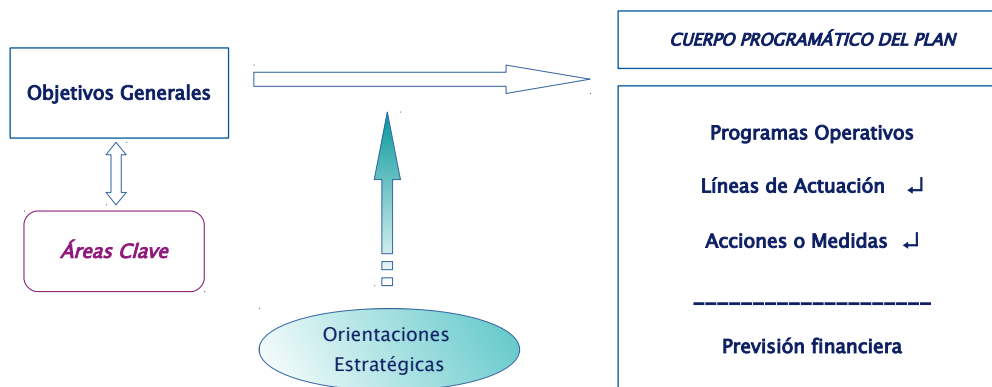 CUERPO PROGRAMÁTICO DEL PLAN
Objetivos Generales
Áreas Clave
Orientaciones
Estratégicas
Programas Operativos
Líneas de Actuación ↲
Acciones o Medidas ↲
____________________
Previsión financiera